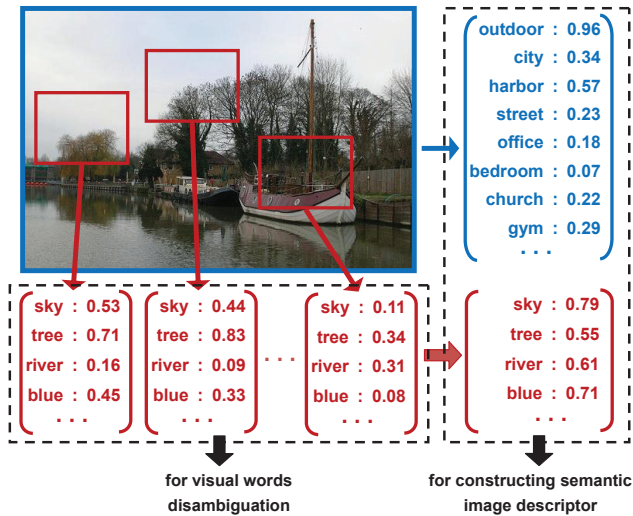 outdoor : 0.96
city : 0.34
harbor : 0.57
street : 0.23
office : 0.18
bedroom : 0.07
church : 0.22
gym : 0.29
. . .
sky : 0.53
tree : 0.71
river : 0.16
blue : 0.45
. . .
sky : 0.44
tree : 0.83
river : 0.09
blue : 0.33
. . .
. . .
sky : 0.11
tree : 0.34
river : 0.31
blue : 0.08
. . .
sky : 0.79
tree : 0.55
river : 0.61
blue : 0.71
. . .
for visual words
disambiguation
for constructing semantic
image descriptor